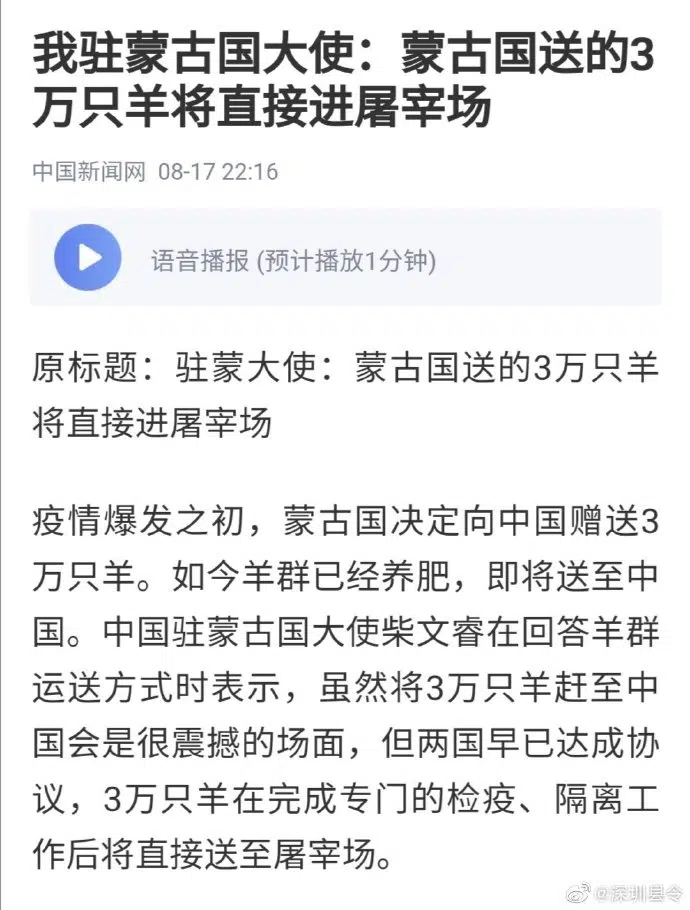 我驻蒙古国大使：蒙古国送的3
万只羊将直接进屠宰场
中国新闻网 08-17 22:16
语音播报 (预计播放1分钟)
原标题：驻蒙大使：蒙古国送的3万只羊
将直接进屠宰场
疫情爆发之初，蒙古国决定向中国赠送3
万只羊。如今羊群已经养肥，即将送至中
国。中国驻蒙古国大使柴文睿在回答羊群
运送方式时表示，虽然将3万只羊赶至中
国会是很震撼的场面，但两国早已达成协
议，3万只羊在完成专门的检疫、隔离工
作后将直接送至屠宰场。
@深圳县令